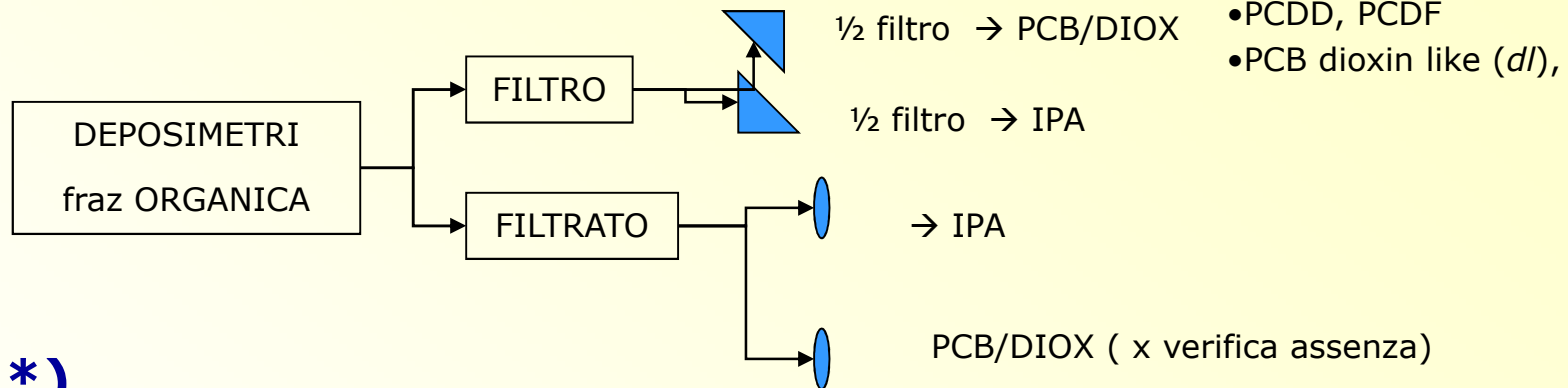 ½ filtro → PCB/DIOX
•PCDD, PCDF
•PCB dioxin like (dl),
FILTRO
½ filtro → IPA
DEPOSIMETRI
fraz ORGANICA
FILTRATO
→ IPA
PCB/DIOX ( x verifica assenza)
*)